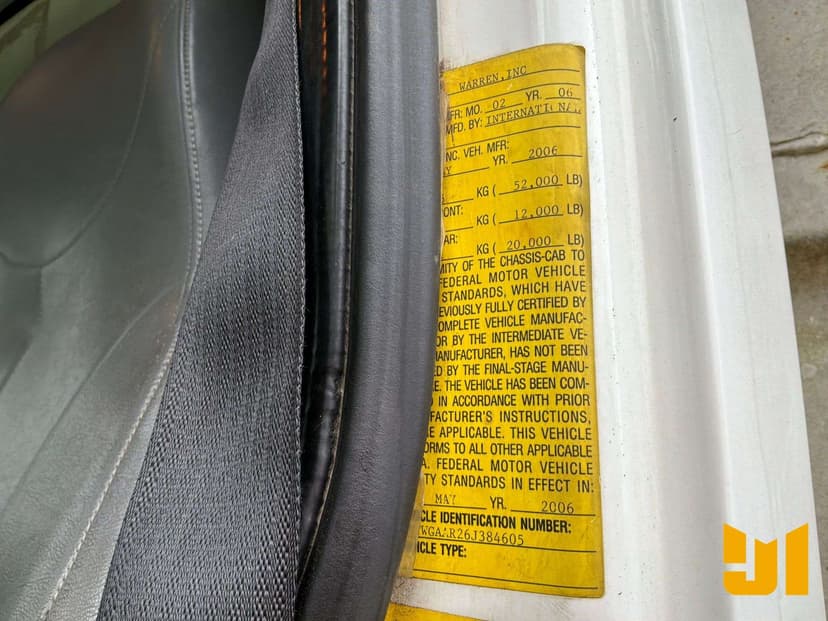 WARREN, INC
FR: MO. 02 YR. 06
MFD. BY: INTERNATIONAL
INC. VEH. MFR:
AY YR. 2006
KG ( 52,000 LB)
ONT:
KG ( 12,000 LB)
AR:
KG ( 20,000 LB)
MITY OF THE CHASSIS-CAB TO
FEDERAL MOTOR VEHICLE
STANDARDS, WHICH HAVE
EVIOUSLY FULLY CERTIFIED BY
OMPLETE VEHICLE MANUFAC-
OR BY THE INTERMEDIATE VE-
MANUFACTURER, HAS NOT BEEN
ED BY THE FINAL-STAGE MANU-
E. THE VEHICLE HAS BEEN COM-
D IN ACCORDANCE WITH PRIOR
FACTURER'S INSTRUCTIONS,
E APPLICABLE. THIS VEHICLE
ORMS TO ALL OTHER APPLICABLE
A. FEDERAL MOTOR VEHICLE
TY STANDARDS IN EFFECT IN:
MAY YR. 2006
CLE IDENTIFICATION NUMBER:
WGAAR26J384605
ICLE TYPE: